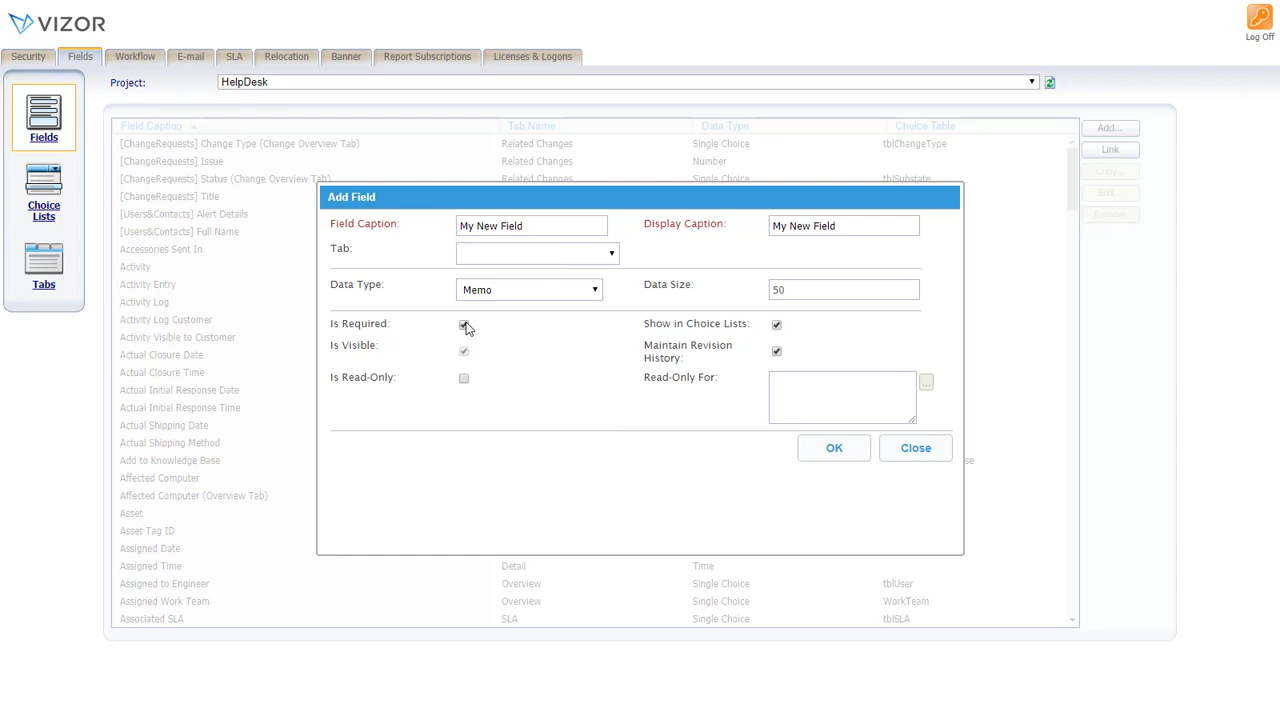 VIZOR
Log Off
Security Fields Workflow E-mail SLA Relocation Banner Report Subscriptions Licenses & Logons
Project: HelpDesk
Fields
Choice
Lists
Tabs
Field Caption Tab Name Data Type Choice Table
[ChangeRequests] Change Type (Change Overview Tab) Related Changes Single Choice tblChangeType
[ChangeRequests] Issue Related Changes Number
[ChangeRequests] Status (Change Overview Tab) Related Changes Single Choice tblSubstate
[ChangeRequests] Title
[Users&Contacts] Alert Details
[Users&Contacts] Full Name
Accessories Sent In
Activity
Activity Entry
Activity Log
Activity Log Customer
Activity Visible to Customer
Actual Closure Date
Actual Closure Time
Actual Initial Response Date
Actual Initial Response Time
Actual Shipping Date
Actual Shipping Method
Add to Knowledge Base se
Affected Computer
Affected Computer (Overview Tab)
Asset
Asset Tag ID
Assigned Date
Assigned Time Detail Time
Assigned to Engineer Overview Single Choice tblUser
Assigned Work Team Overview Single Choice WorkTeam
Associated SLA SLA Single Choice tblSLA
Add...
Link
Copy...
Edit...
Remove
Add Field
Field Caption: My New Field Display Caption: My New Field
Tab:
Data Type: Memo Data Size: 50
Is Required: Show in Choice Lists:
Is Visible: Maintain Revision
History:
Is Read-Only: Read-Only For: ...
OK Close